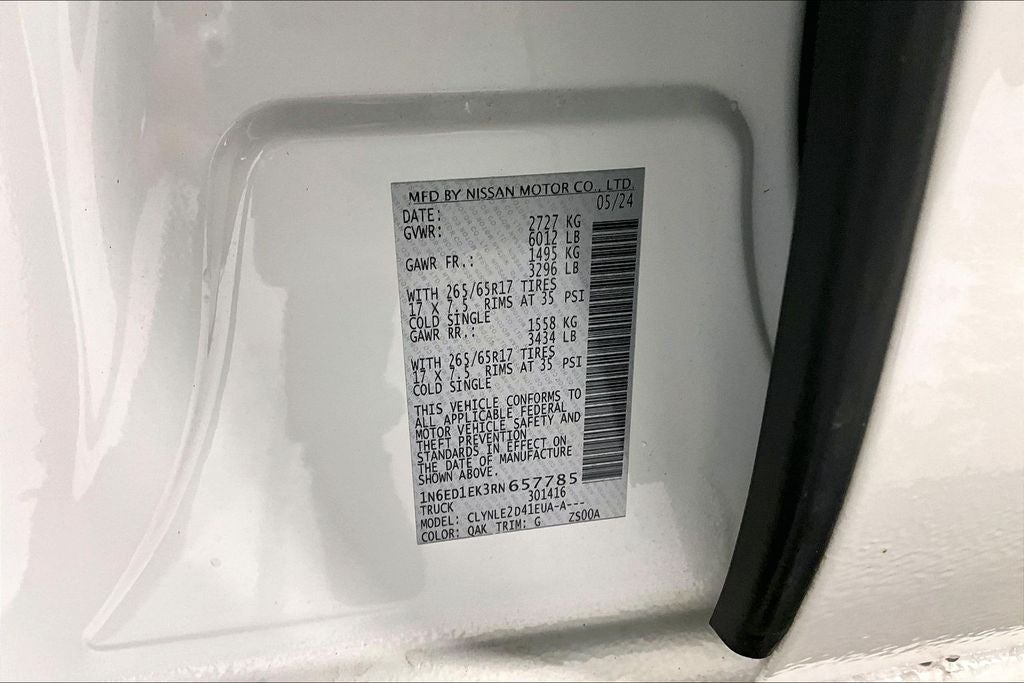 MFD BY NISSAN MOTOR CO., LTD.
DATE: 05/24
GVWR: 2727 KG
6012 LB
GAWR FR.: 1495 KG
3296 LB
WITH 265/65R17 TIRES
17 X 7.5 RIMS AT 35 PSI
COLD SINGLE
GAWR RR.: 1558 KG
3434 LB
WITH 265/65R17 TIRES
17 X 7.5 RIMS AT 35 PSI
COLD SINGLE
THIS VEHICLE CONFORMS TO
ALL APPLICABLE FEDERAL
MOTOR VEHICLE SAFETY AND
THEFT PREVENTION
STANDARDS IN EFFECT ON
THE DATE OF MANUFACTURE
SHOWN ABOVE.
1N6ED1EK3RN657785
TRUCK 301416
MODEL: CLYNLE2D41EUA-A---
COLOR: QAK TRIM: G ZS00A